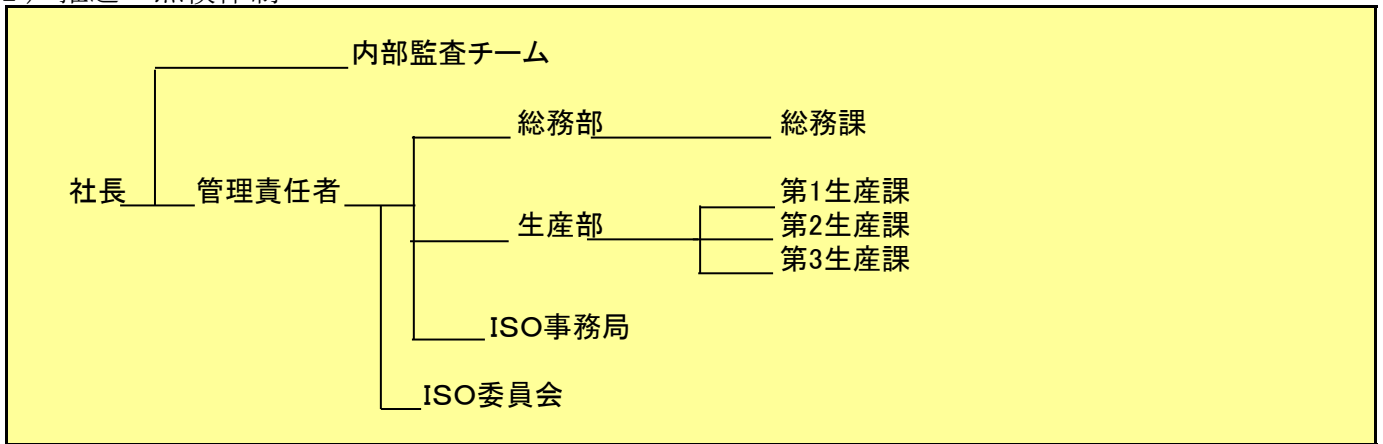 内部監査チーム
総務部 総務課
社長 管理責任者 第1生産課
生産部 第2生産課
第3生産課
ISO事務局
ISO委員会